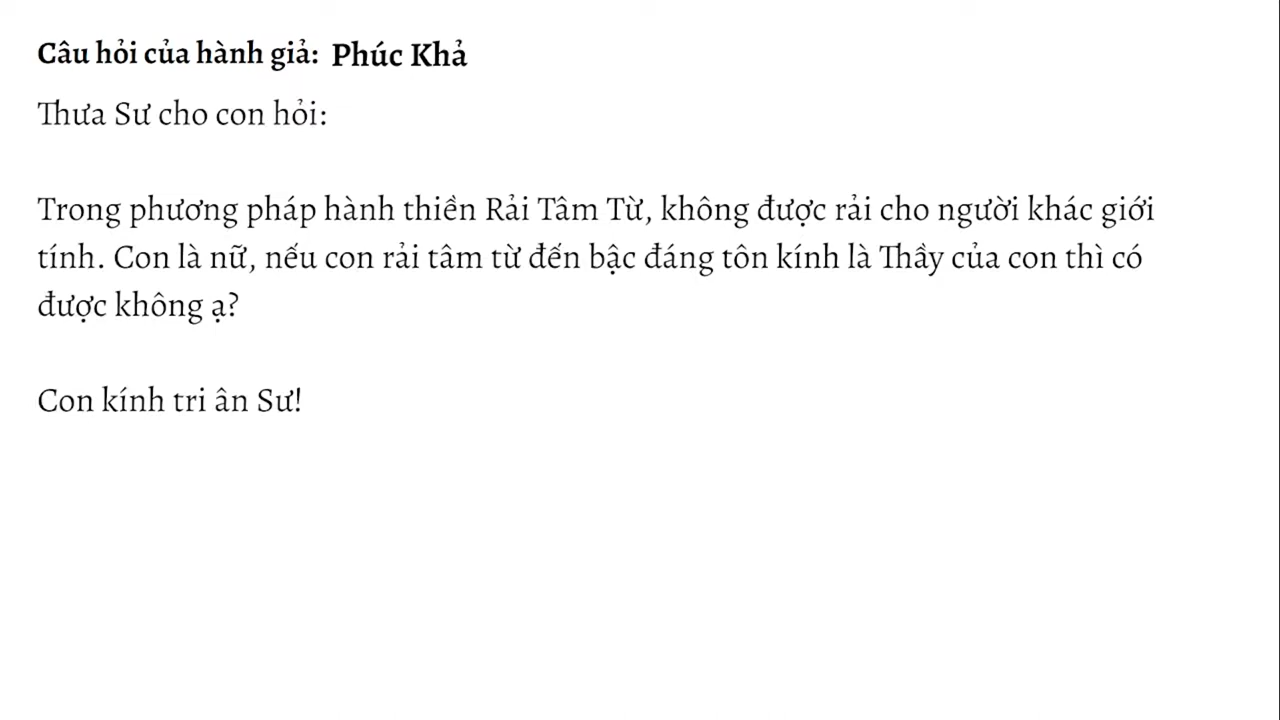 Câu hỏi của hành giả: Phúc Khả
Thưa Sư cho con hỏi:
Trong phương pháp hành thiền Rải Tâm Từ, không được rải cho người khác giới
tính. Con là nữ, nếu con rải tâm từ đến bậc đáng tôn kính là Thầy của con thì có
được không ạ?
Con kính tri ân Sư!